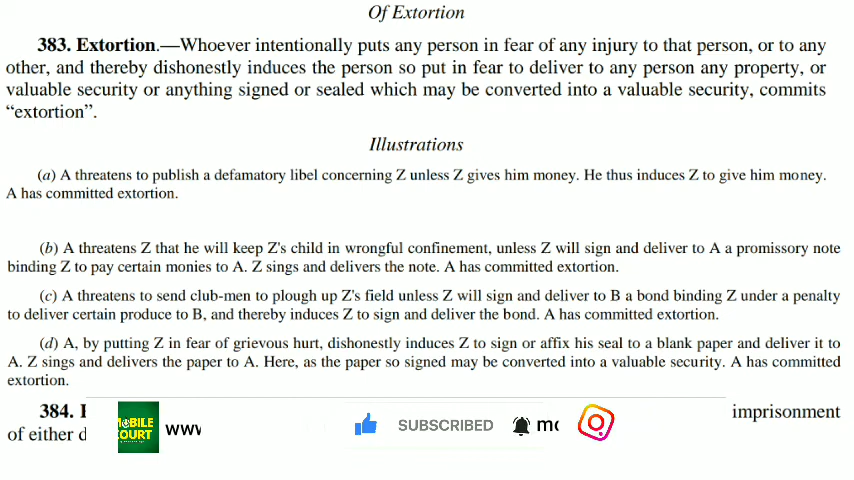 Of Extortion
383. Extortion.—Whoever intentionally puts any person in fear of any injury to that person, or to any
other, and thereby dishonestly induces the person so put in fear to deliver to any person any property, or
valuable security or anything signed or sealed which may be converted into a valuable security, commits
“extortion”.
Illustrations
(a) A threatens to publish a defamatory libel concerning Z unless Z gives him money. He thus induces Z to give him money.
A has committed extortion.
(b) A threatens Z that he will keep Z's child in wrongful confinement, unless Z will sign and deliver to A a promissory note
binding Z to pay certain monies to A. Z sings and delivers the note. A has committed extortion.
(c) A threatens to send club-men to plough up Z's field unless Z will sign and deliver to B a bond binding Z under a penalty
to deliver certain produce to B, and thereby induces Z to sign and deliver the bond. A has committed extortion.
(d) A, by putting Z in fear of grievous hurt, dishonestly induces Z to sign or affix his seal to a blank paper and deliver it to
A. Z sings and delivers the paper to A. Here, as the paper so signed may be converted into a valuable security. A has committed
extortion.
384. imprisonment
of either
MOBILE
COURT
SUBSCRIBED